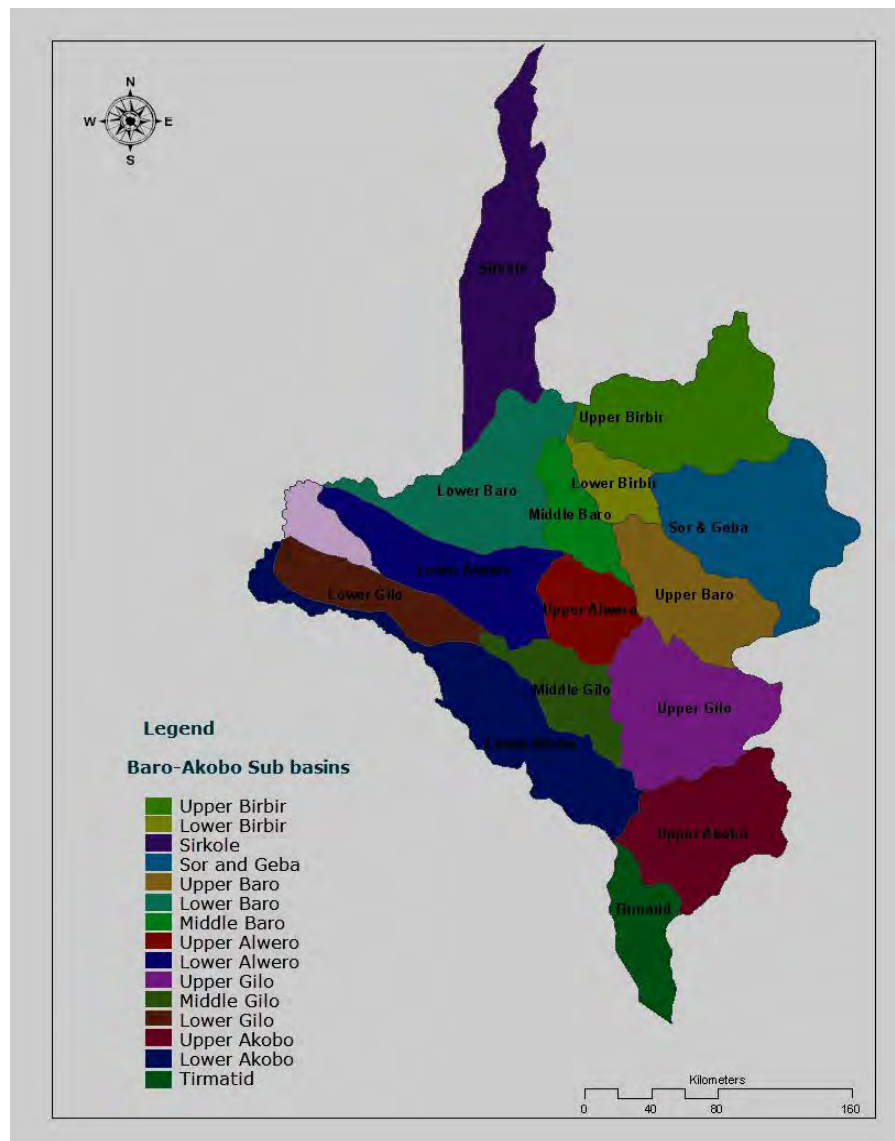 N
W E
S
Sirkole
Upper Birbir
Lower Birbir
Lower Baro
Middle Baro
Sor & Geba
Lower Alwero
Lower Gilo
Upper Alwero
Upper Baro
Middle Gilo
Upper Gilo
Lower Akobo
Upper Akobo
Tirmatid
Legend
Baro-Akobo Sub basins
Upper Birbir
Lower Birbir
Sirkole
Sor and Geba
Upper Baro
Lower Baro
Middle Baro
Upper Alwero
Lower Alwero
Upper Gilo
Middle Gilo
Lower Gilo
Upper Akobo
Lower Akobo
Tirmatid
Kilometers
0 40 80 160